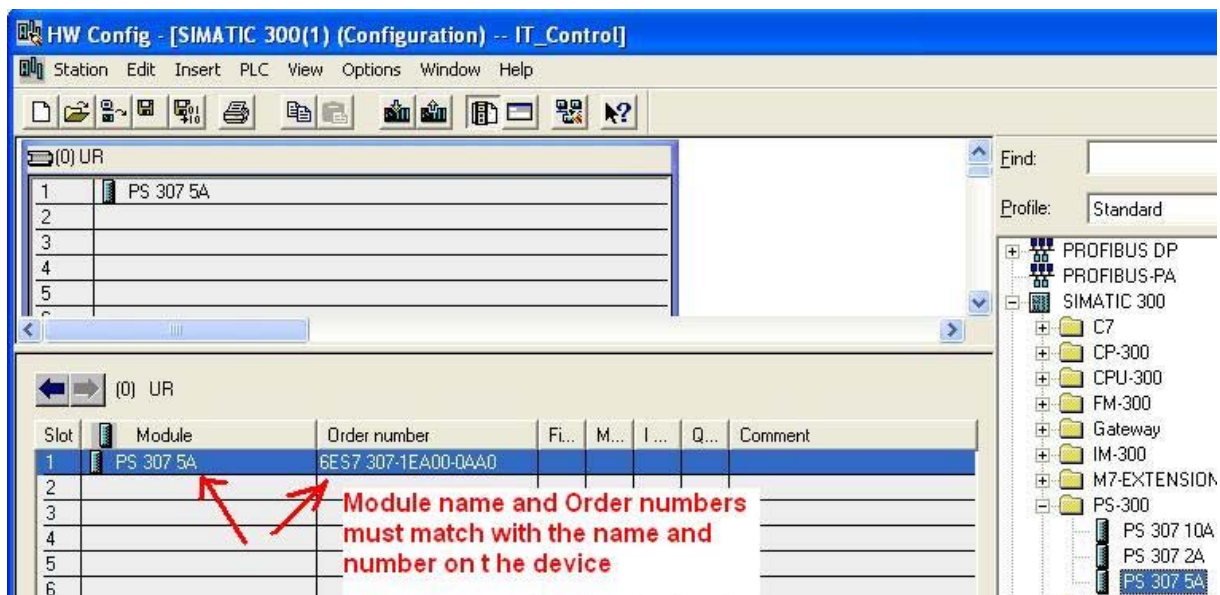 HW Config - [SIMATIC 300(1) (Configuration) -- IT_Control]
Station Edit Insert PLC View Options Window Help
(0) UR
1 PS 307 5A
2
3
4
5
Find:
Profile: Standard
PROFIBUS DP
PROFIBUS-PA
SIMATIC 300
C7
CP-300
CPU-300
FM-300
Gateway
IM-300
M7-EXTENSION
PS-300
PS 307 10A
PS 307 2A
PS 307 5A
(0) UR
Slot Module Order number Fi... M... I ... Q... Comment
1 PS 307 5A 6ES7 307-1EA00-0AA0
2
3
4
5
6
Module name and Order numbers
must match with the name and
number on t he device